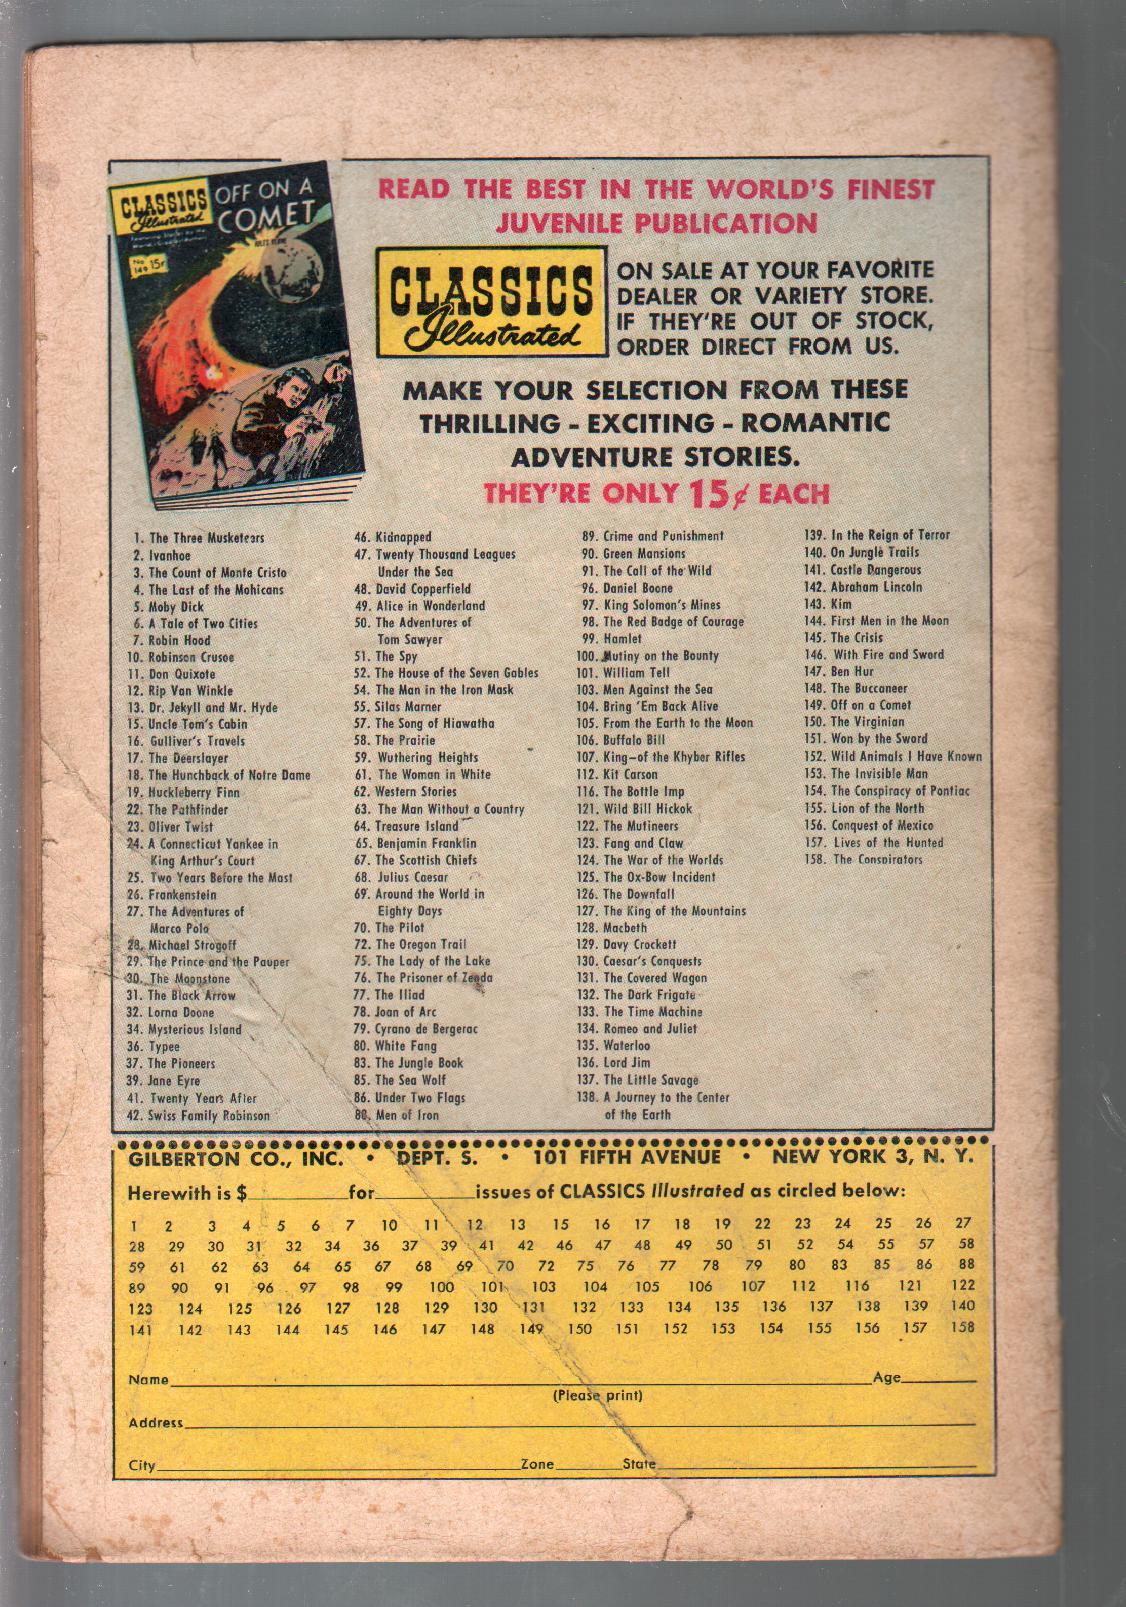 CLASSICS
Illustrated
OFF ON A
COMET
No 149
15¢
READ THE BEST IN THE WORLD'S FINEST
JUVENILE PUBLICATION
CLASSICS
Illustrated
ON SALE AT YOUR FAVORITE
DEALER OR VARIETY STORE.
IF THEY'RE OUT OF STOCK,
ORDER DIRECT FROM US.
MAKE YOUR SELECTION FROM THESE
THRILLING - EXCITING - ROMANTIC
ADVENTURE STORIES.
THEY'RE ONLY 15¢ EACH
1. The Three Musketeers
2. Ivanhoe
3. The Count of Monte Cristo
4. The Last of the Mohicans
5. Moby Dick
6. A Tale of Two Cities
7. Robin Hood
10. Robinson Crusoe
11. Don Quixote
12. Rip Van Winkle
13. Dr. Jekyll and Mr. Hyde
15. Uncle Tom's Cabin
16. Gulliver's Travels
17. The Deerslayer
18. The Hunchback of Notre Dame
19. Huckleberry Finn
22. The Pathfinder
23. Oliver Twist
24. A Connecticut Yankee in
King Arthur's Court
25. Two Years Before the Mast
26. Frankenstein
27. The Adventures of
Marco Polo
28. Michael Strogoff
29. The Prince and the Pauper
30. The Moonstone
31. The Black Arrow
32. Lorna Doone
34. Mysterious Island
36. Typee
37. The Pioneers
39. Jane Eyre
41. Twenty Years After
42. Swiss Family Robinson
46. Kidnapped
47. Twenty Thousand Leagues
Under the Sea
48. David Copperfield
49. Alice in Wonderland
50. The Adventures of
Tom Sawyer
51. The Spy
52. The House of the Seven Gables
54. The Man in the Iron Mask
55. Silas Marner
57. The Song of Hiawatha
58. The Prairie
59. Wuthering Heights
61. The Woman in White
62. Western Stories
63. The Man Without a Country
64. Treasure Island
65. Benjamin Franklin
67. The Scottish Chiefs
68. Julius Caesar
69. Around the World in
Eighty Days
70. The Pilot
72. The Oregon Trail
75. The Lady of the Lake
76. The Prisoner of Zenda
77. The Iliad
78. Joan of Arc
79. Cyrano de Bergerac
80. White Fang
83. The Jungle Book
85. The Sea Wolf
86. Under Two Flags
88. Men of Iron
89. Crime and Punishment
90. Green Mansions
91. The Call of the Wild
96. Daniel Boone
97. King Solomon's Mines
98. The Red Badge of Courage
99. Hamlet
100. Mutiny on the Bounty
101. William Tell
103. Men Against the Sea
104. Bring 'Em Back Alive
105. From the Earth to the Moon
106. Buffalo Bill
107. King—of the Khyber Rifles
112. Kit Carson
116. The Bottle Imp
121. Wild Bill Hickok
122. The Mutineers
123. Fang and Claw
124. The War of the Worlds
125. The Ox-Bow Incident
126. The Downfall
127. The King of the Mountains
128. Macbeth
129. Davy Crockett
130. Caesar's Conquests
131. The Covered Wagon
132. The Dark Frigate
133. The Time Machine
134. Romeo and Juliet
135. Waterloo
136. Lord Jim
137. The Little Savage
138. A Journey to the Center
of the Earth
139. In the Reign of Terror
140. On Jungle Trails
141. Castle Dangerous
142. Abraham Lincoln
143. Kim
144. First Men in the Moon
145. The Crisis
146. With Fire and Sword
147. Ben Hur
148. The Buccaneer
149. Off on a Comet
150. The Virginian
151. Won by the Sword
152. Wild Animals I Have Known
153. The Invisible Man
154. The Conspiracy of Pontiac
155. Lion of the North
156. Conquest of Mexico
157. Lives of the Hunted
158. The Conspirators
GILBERTON CO., INC. • DEPT. S. • 101 FIFTH AVENUE • NEW YORK 3, N. Y.
Herewith is $ for issues of CLASSICS Illustrated as circled below:
1 2 3 4 5 6 7 10 11 12 13 15 16 17 18 19 22 23 24 25 26 27
28 29 30 31 32 34 36 37 39 41 42 46 47 48 49 50 51 52 54 55 57 58
59 61 62 63 64 65 67 68 69 70 72 75 76 77 78 79 80 83 85 86 88
89 90 91 96 97 98 99 100 101 103 104 105 106 107 112 116 121 122
123 124 125 126 127 128 129 130 131 132 133 134 135 136 137 138 139 140
141 142 143 144 145 146 147 148 149 150 151 152 153 154 155 156 157 158
Name Age
(Please print)
Address
City Zone State